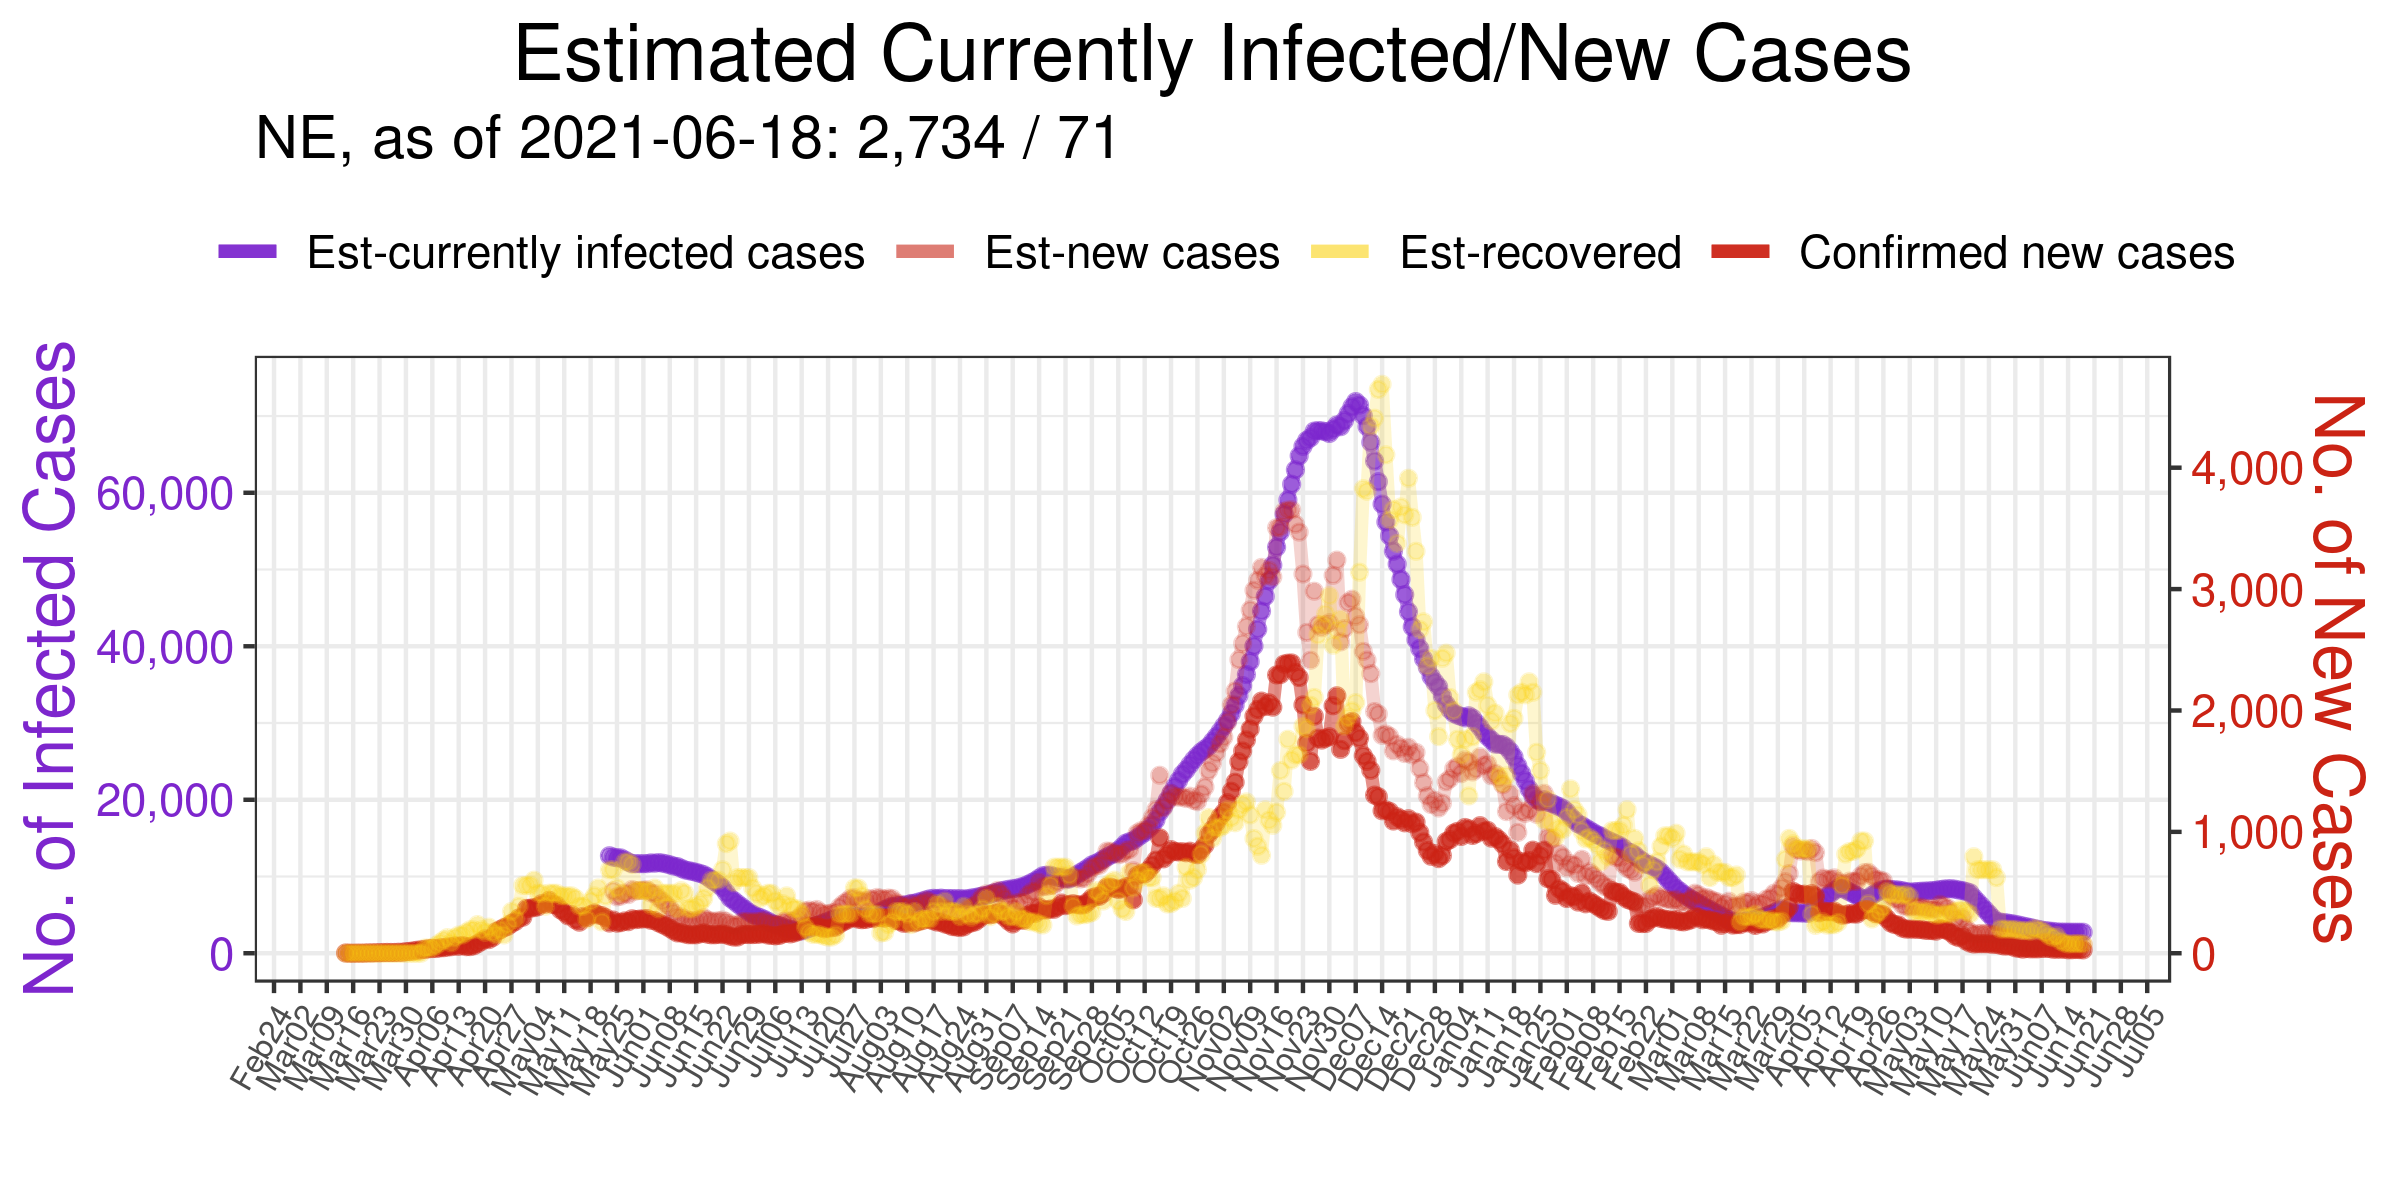 Estimated Currently Infected/New Cases
NE, as of 2021-06-18: 2,734 / 71
Est-currently infected cases Est-new cases Est-recovered Confirmed new cases
No. of Infected Cases
60,000
40,000
20,000
0
4,000
3,000
2,000
1,000
0
No. of New Cases
Feb24
Mar02
Mar09
Mar16
Mar23
Mar30
Apr06
Apr13
Apr20
Apr27
May04
May11
May18
May25
Jun01
Jun08
Jun15
Jun22
Jun29
Jul06
Jul13
Jul20
Jul27
Aug03
Aug10
Aug17
Aug24
Aug31
Sep07
Sep14
Sep21
Sep28
Oct05
Oct12
Oct19
Oct26
Nov02
Nov09
Nov16
Nov23
Nov30
Dec07
Dec14
Dec21
Dec28
Jan04
Jan11
Jan18
Jan25
Feb01
Feb08
Feb15
Feb22
Mar01
Mar08
Mar15
Mar22
Mar29
Apr05
Apr12
Apr19
Apr26
May03
May10
May17
May24
May31
Jun07
Jun14
Jun21
Jun28
Jul05